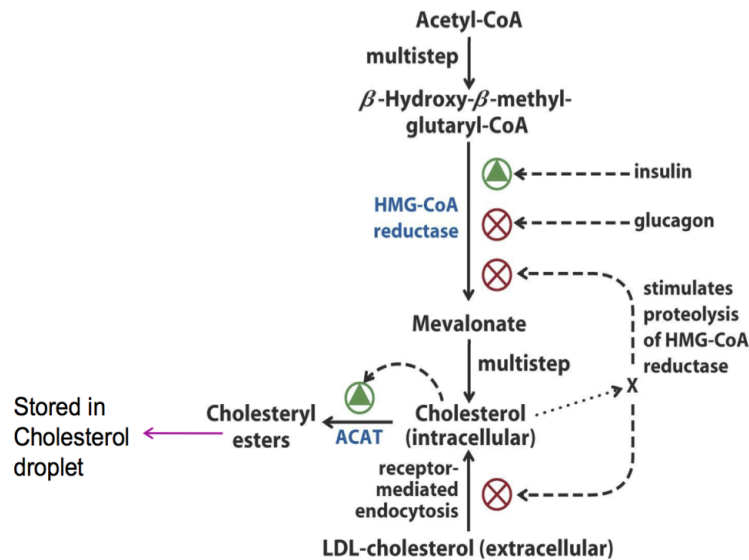 Acetyl-CoA
multistep
β-Hydroxy-β-methyl-
glutaryl-CoA
insulin
HMG-CoA
reductase
glucagon
stimulates
proteolysis
of HMG-CoA
reductase
Mevalonate
multistep
X
Stored in
Cholesterol
droplet
Cholesteryl
esters
ACAT
Cholesterol
(intracellular)
receptor-
mediated
endocytosis
LDL-cholesterol (extracellular)